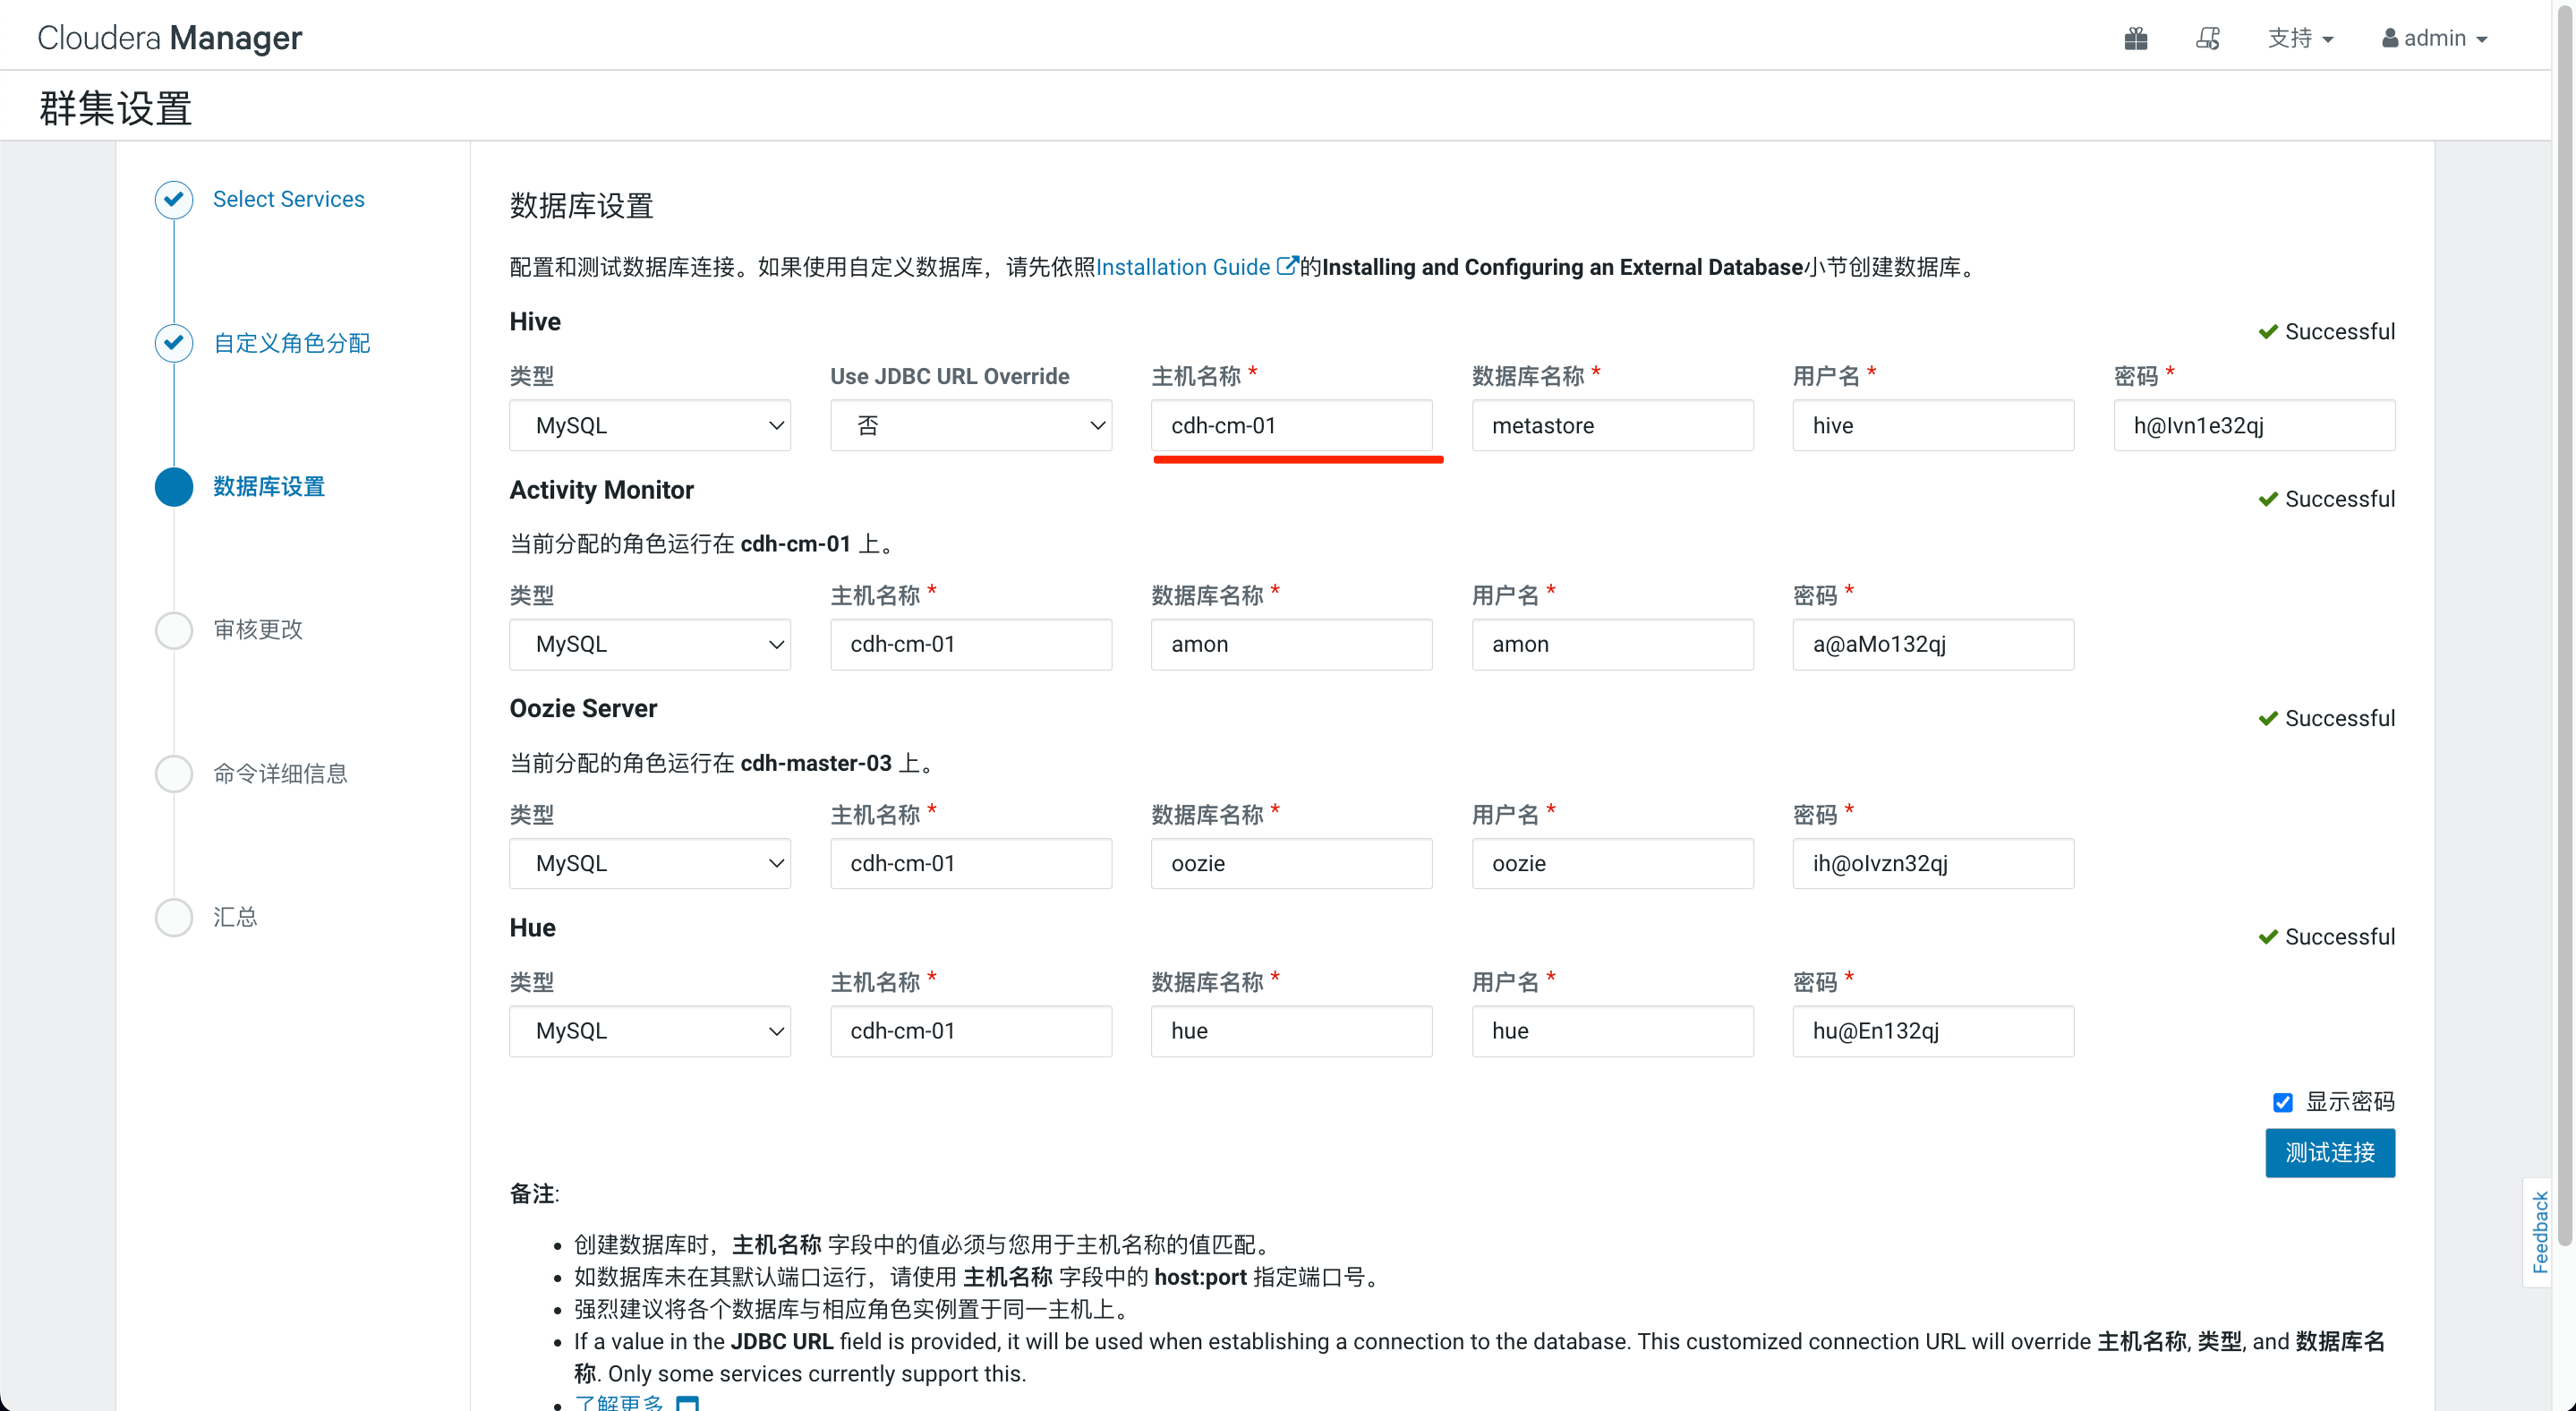 Cloudera Manager
支持
admin
群集设置
Select Services
自定义角色分配
数据库设置
审核更改
命令详细信息
汇总
数据库设置
配置和测试数据库连接。如果使用自定义数据库，请先依照Installation Guide 的Installing and Configuring an External Database小节创建数据库。
Hive
Successful
类型 Use JDBC URL Override 主机名称 * 数据库名称 * 用户名 * 密码 *
MySQL 否 cdh-cm-01 metastore hive h@Ivn1e32qj
Activity Monitor
Successful
当前分配的角色运行在 cdh-cm-01 上。
类型 主机名称 * 数据库名称 * 用户名 * 密码 *
MySQL cdh-cm-01 amon amon a@aMo132qj
Oozie Server
Successful
当前分配的角色运行在 cdh-master-03 上。
类型 主机名称 * 数据库名称 * 用户名 * 密码 *
MySQL cdh-cm-01 oozie oozie ih@oIvzn32qj
Hue
Successful
类型 主机名称 * 数据库名称 * 用户名 * 密码 *
MySQL cdh-cm-01 hue hue hu@En132qj
显示密码
测试连接
Feedback
备注:
• 创建数据库时，主机名称 字段中的值必须与您用于主机名称的值匹配。
• 如数据库未在其默认端口运行，请使用 主机名称 字段中的 host:port 指定端口号。
• 强烈建议将各个数据库与相应角色实例置于同一主机上。
• If a value in the JDBC URL field is provided, it will be used when establishing a connection to the database. This customized connection URL will override 主机名称, 类型, and 数据库名
称. Only some services currently support this.
• 了解更多